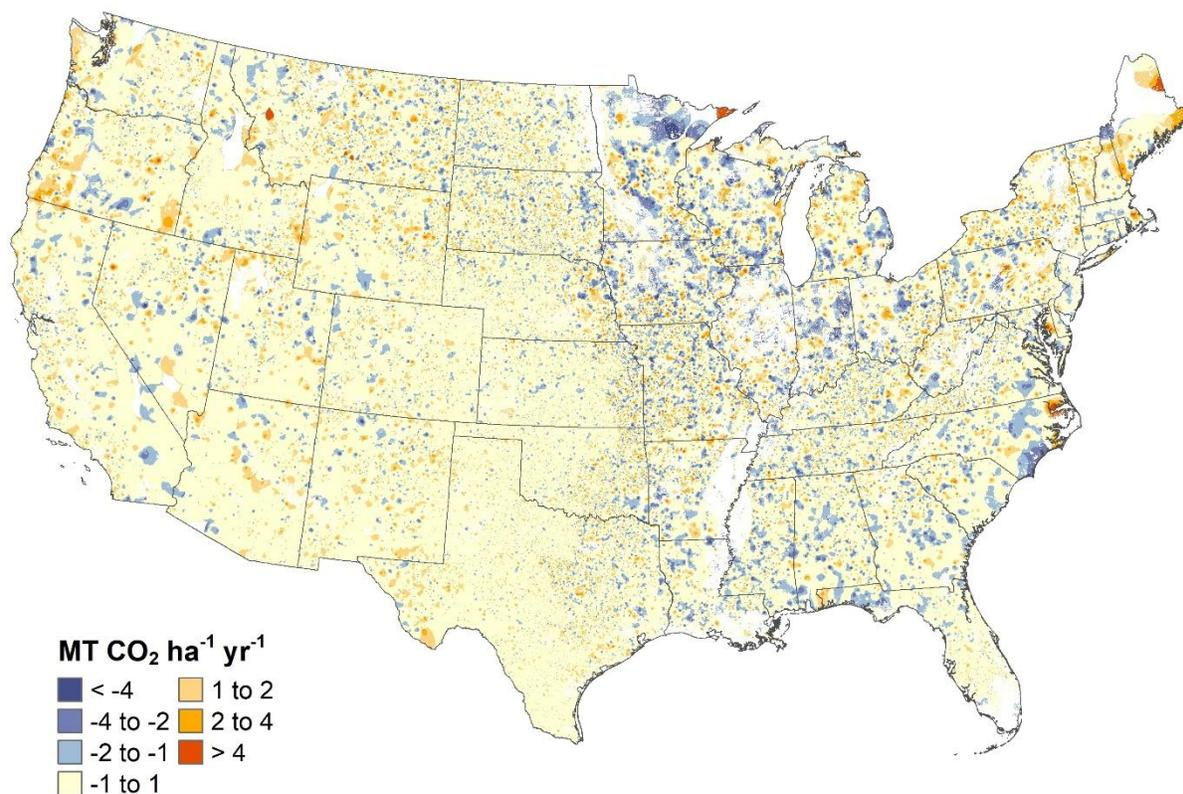 MT CO₂ ha⁻¹ yr⁻¹
< -4
-4 to -2
-2 to -1
-1 to 1
1 to 2
2 to 4
> 4